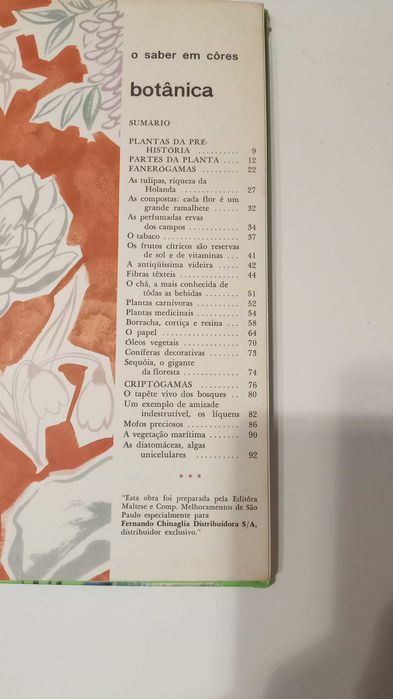 o saber em côres
botânica
SUMÁRIO
PLANTAS DA PRÉ-
HISTÓRIA .......... 9
PARTES DA PLANTA .... 12
FANERÓGAMAS ......... 22
As tulipas, riqueza da
Holanda ............. 27
As compostas: cada flor é um
grande ramalhete ...... 32
As perfumadas ervas
dos campos ............ 34
O tabaco .................. 37
Os frutos cítricos são reservas
de sol e de vitaminas ... 41
A antiqüíssima videira ..... 42
Fibras têxteis .............. 44
O chá, a mais conhecida de
tôdas as bebidas ........ 51
Plantas carnívoras .......... 52
Plantas medicinais .......... 54
Borracha, cortiça e resina ... 58
O papel ................... 64
Óleos vegetais ............. 70
Coníferas decorativas ....... 73
Sequóia, o gigante
da floresta ............. 74
CRIPTÓGAMAS ......... 76
O tapête vivo dos bosques .. 80
Um exemplo de amizade
indestrutível, os líquens 82
Mofos preciosos ............ 86
A vegetação marítima ....... 90
As diatomáceas, algas
unicelulares ........... 92
* * *
"Esta obra foi preparada pela Editôra
Maltese e Comp. Melhoramentos de São
Paulo especialmente para
Fernando Chinaglia Distribuidora S/A,
distribuidor exclusivo."